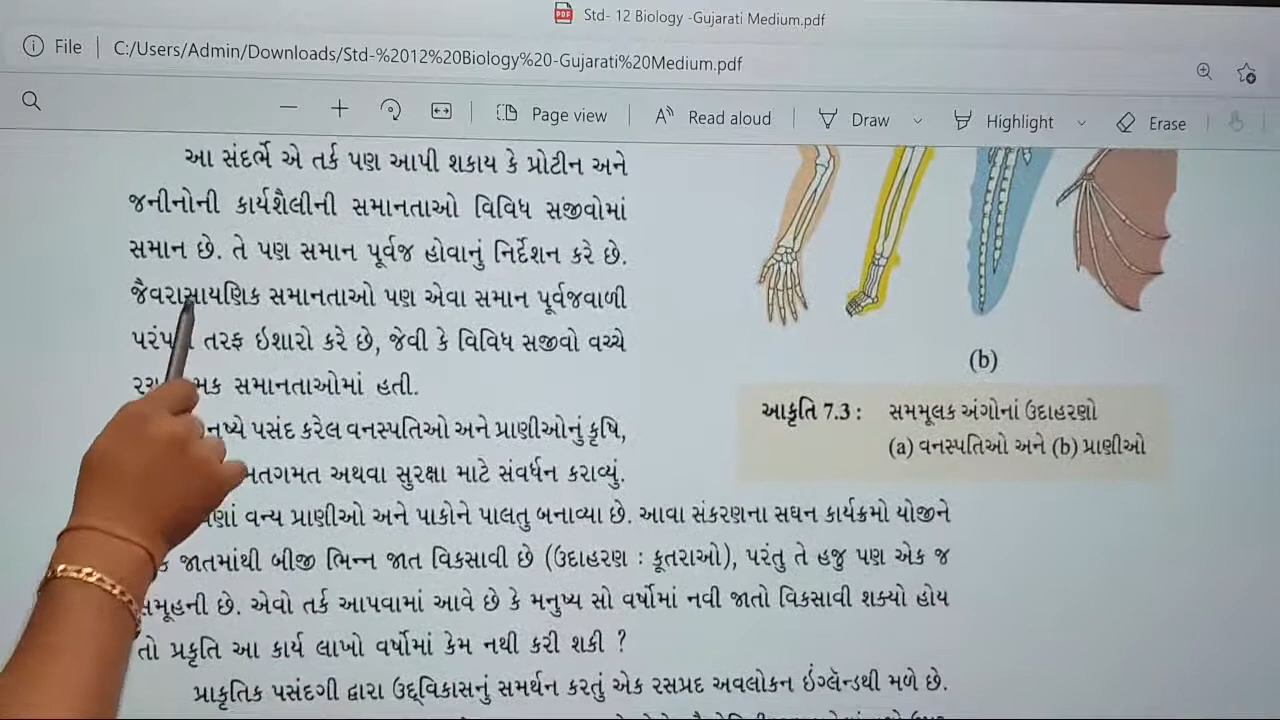 Std- 12 Biology -Gujarati Medium.pdf
File
C:/Users/Admin/Downloads/Std-%2012%20Biology%20-Gujarati%20Medium.pdf
Page view
Read aloud
Draw
Highlight
Erase
આ સંદર્ભે એ તર્ક પણ આપી શકાય કે પ્રોટીન અને
જનીનોની કાર્યશૈલીની સમાનતાઓ વિવિધ સજીવોમાં
સમાન છે. તે પણ સમાન પૂર્વજ હોવાનું નિર્દેશન કરે છે.
જૈવરાસાયણિક સમાનતાઓ પણ એવા સમાન પૂર્વજવાળી
તરફ ઇશારો કરે છે, જેવી કે વિવિધ સજીવો વચ્ચે
સમાનતાઓમાં હતી.
પસંદ કરેલ વનસ્પતિઓ અને પ્રાણીઓનું કૃષિ,
અથવા સુરક્ષા માટે સંવર્ધન કરાવ્યું.
વન્ય પ્રાણીઓ અને પાકોને પાલતુ બનાવ્યા છે. આવા સંકરણના સઘન કાર્યક્રમો યોજીને
જાતમાંથી બીજી ભિન્ન જાત વિકસાવી છે (ઉદાહરણ : કૂતરાઓ), પરંતુ તે હજુ પણ એક જ
સમૂહની છે. એવો તર્ક આપવામાં આવે છે કે મનુષ્ય સો વર્ષોમાં નવી જાતો વિકસાવી શક્યો હોય
તો પ્રકૃતિ આ કાર્ય લાખો વર્ષોમાં કેમ નથી કરી શકી ?
પ્રાકૃતિક પસંદગી દ્વારા ઉદ્દવિકાસનું સમર્થન કરતું એક રસપ્રદ અવલોકન ઇંગ્લૅન્ડથી મળે છે.
(b)
આકૃતિ 7.3 : સમમૂલક અંગોનાં ઉદાહરણો
(a) વનસ્પતિઓ અને (b) પ્રાણીઓ